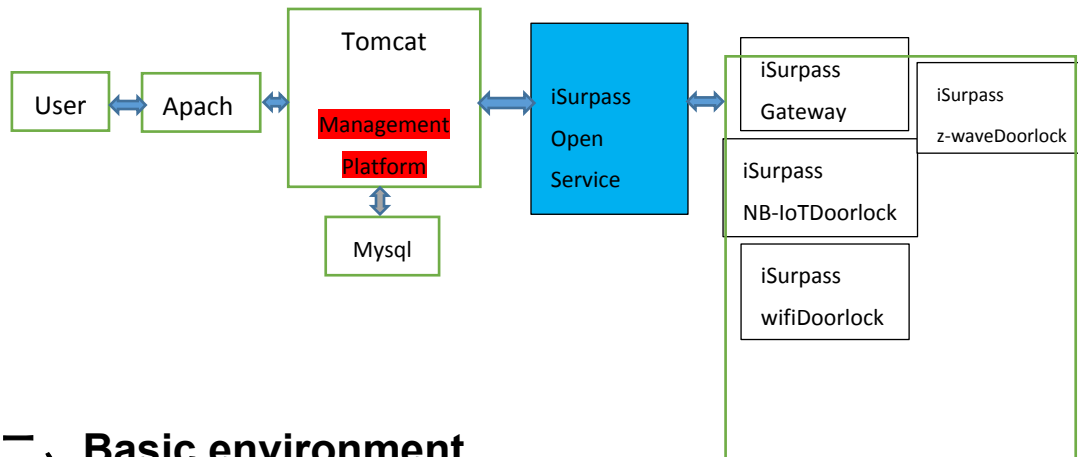 User
Apach
Tomcat
Management
Platform
Mysql
iSurpass
Open
Service
iSurpass
Gateway
iSurpass
z-waveDoorlock
iSurpass
NB-IoTDoorlock
iSurpass
wifiDoorlock
二、Basic environment